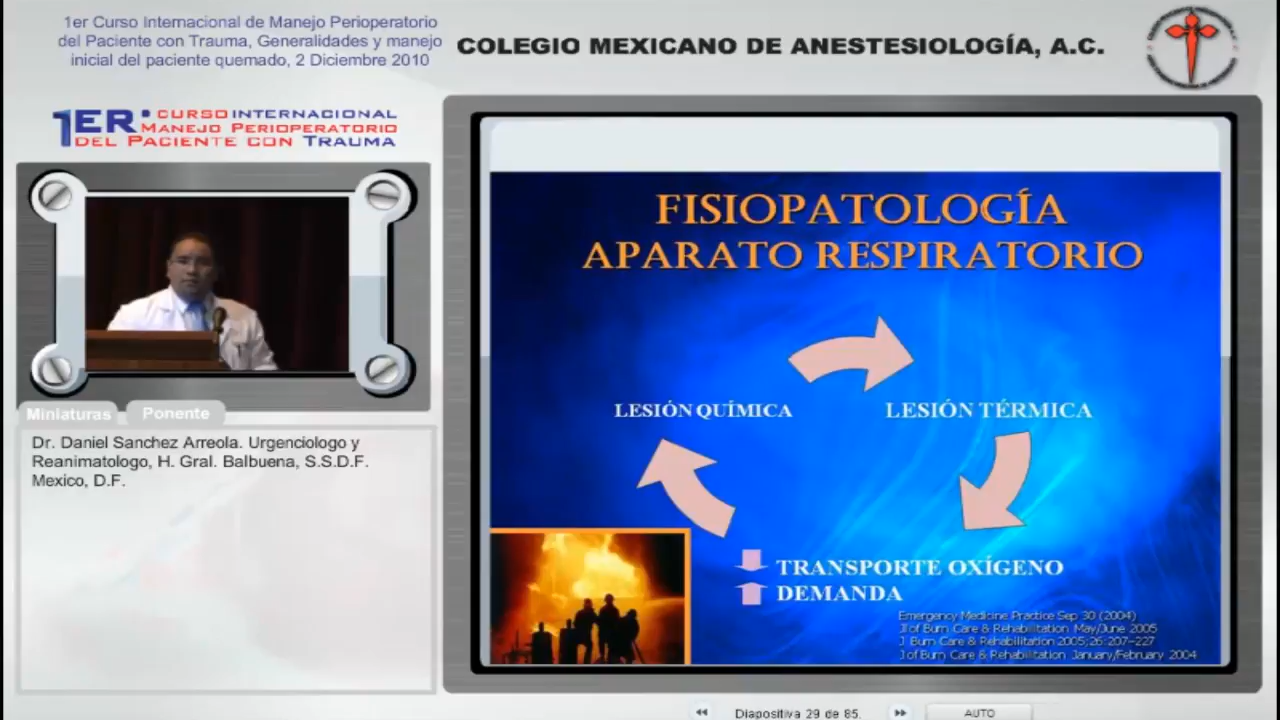 1er Curso Internacional de Manejo Perioperatorio
del Paciente con Trauma, Generalidades y manejo
inicial del paciente quemado, 2 Diciembre 2010
COLEGIO MEXICANO DE ANESTESIOLOGÍA, A.C.
1ER. CURSO INTERNACIONAL
MANEJO PERIOPERATORIO
DEL PACIENTE CON TRAUMA
Miniaturas
Ponente
Dr. Daniel Sanchez Arreola. Urgenciologo y
Reanimatologo, H. Gral. Balbuena, S.S.D.F.
Mexico, D.F.
FISIOPATOLOGÍA
APARATO RESPIRATORIO
LESIÓN QUÍMICA
LESIÓN TÉRMICA
TRANSPORTE OXÍGENO
DEMANDA
Emergency Medicine Practice Sep 30 (2004)
J of Burn Care & Rehabilitation May/June 2005
J Burn Care & Rehabilitation 2005;26:207–227
J of Burn Care & Rehabilitation January/February 2004
Diapositiva 29 de 85.
AUTO